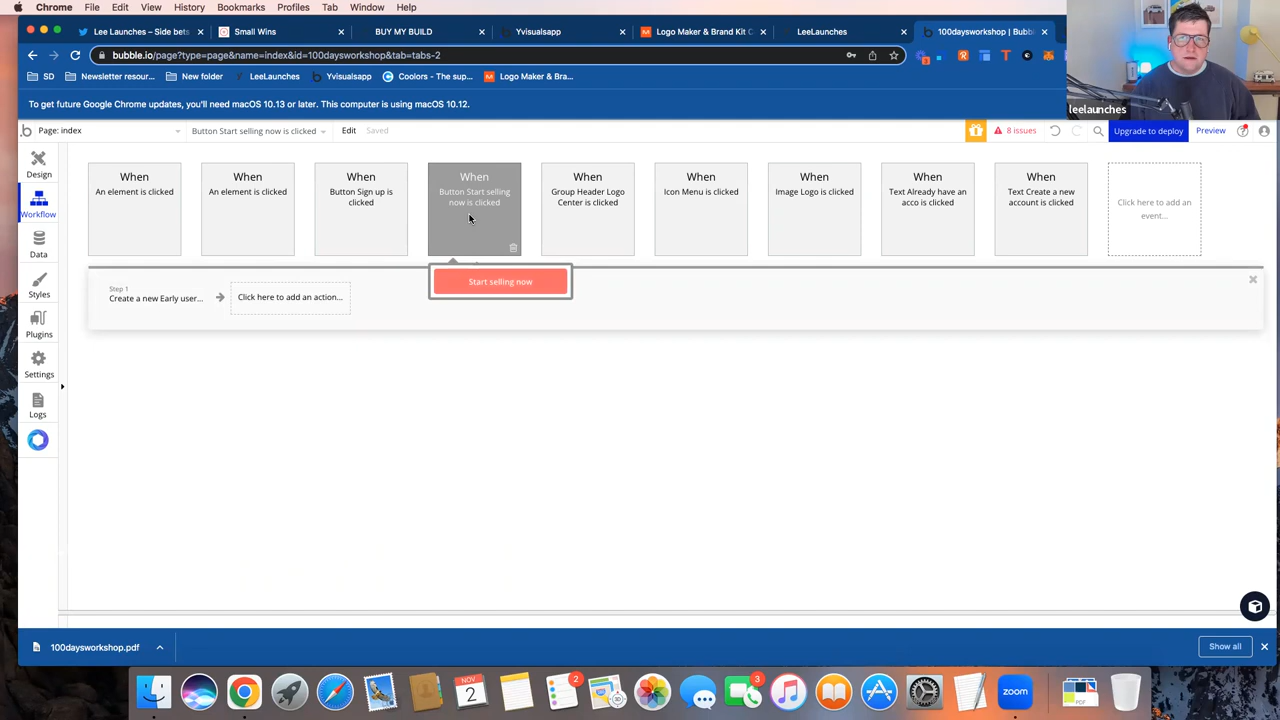 Chrome File Edit View History Bookmarks Profiles Tab Window Help
Lee Launches – Side bets
Small Wins
BUY MY BUILD
Yvisualsapp
Logo Maker & Brand Kit
LeeLaunches
100daysworkshop | Bub
bubble.io/page?type=page&name=index&id=100daysworkshop&tab=tabs-2
SD
Newsletter resour...
New folder
LeeLaunches
Yvisualsapp
Coolors - The sup...
Logo Maker & Bra...
leelaunches
To get future Google Chrome updates, you'll need macOS 10.13 or later. This computer is using macOS 10.12.
Page: index
Button Start selling now is clicked
Edit
Saved
8 issues
Upgrade to deploy
Preview
Design
Workflow
Data
Styles
Plugins
Settings
Logs
When
An element is clicked
When
An element is clicked
When
Button Sign up is
clicked
When
Button Start selling
now is clicked
When
Group Header Logo
Center is clicked
When
Icon Menu is clicked
When
Image Logo is clicked
When
Text Already have an
acco is clicked
When
Text Create a new
account is clicked
Click here to add an
event...
Start selling now
Step 1
Create a new Early user...
Click here to add an action...
100daysworkshop.pdf
Show all
NOV
2
2
3
zoom
PDF